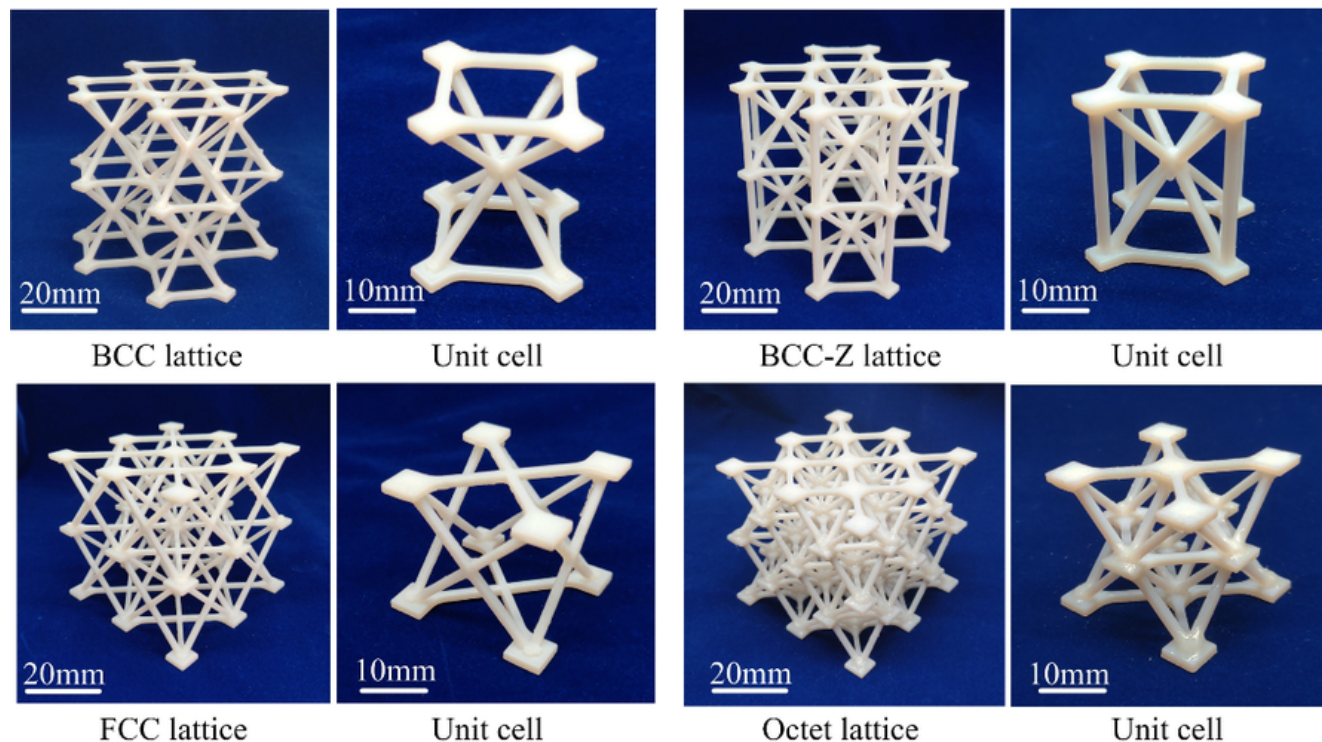 20mm
10mm
20mm
10mm
BCC lattice
Unit cell
BCC-Z lattice
Unit cell
20mm
10mm
20mm
10mm
FCC lattice
Unit cell
Octet lattice
Unit cell